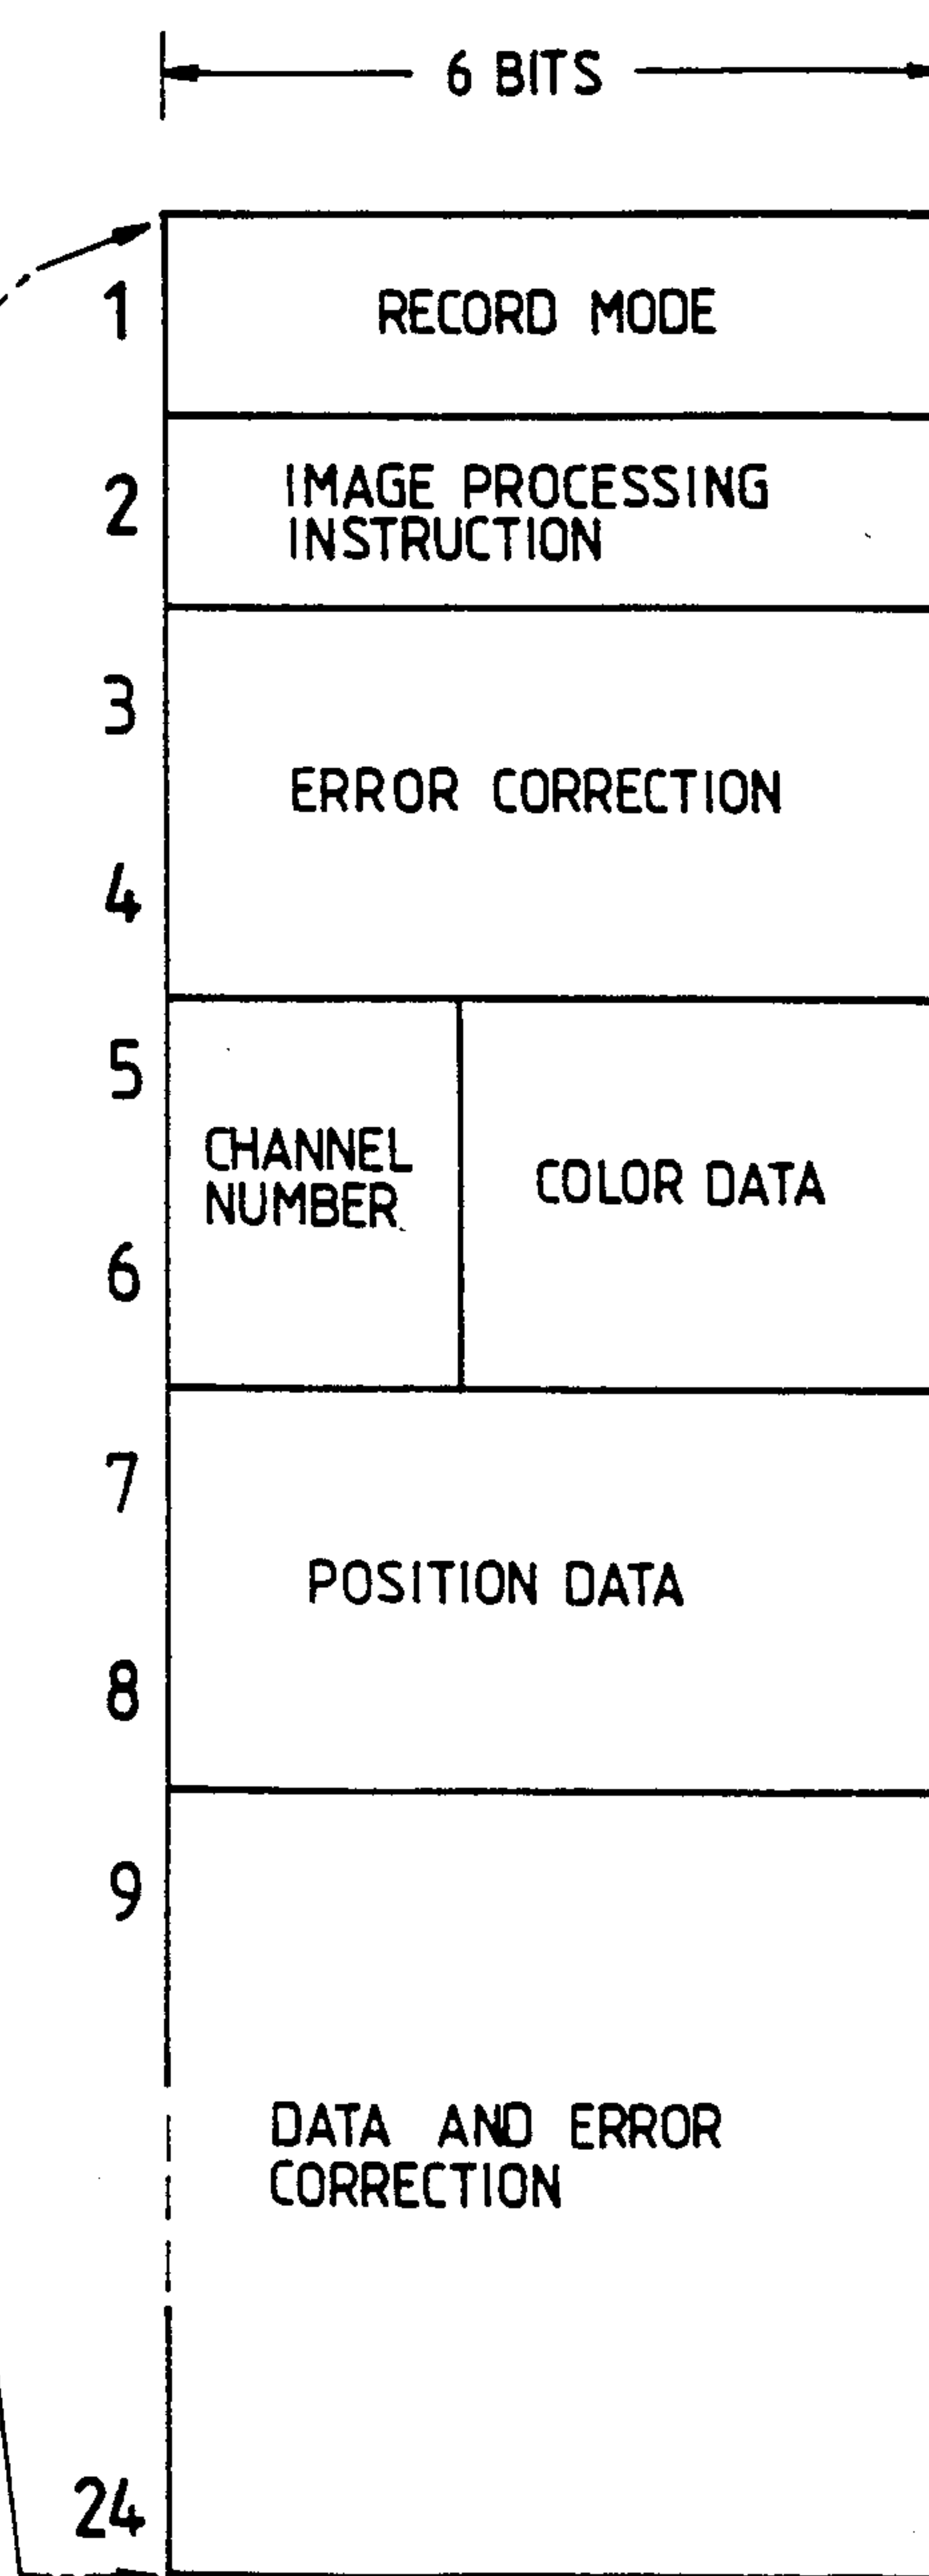 6 BITS
1
RECORD MODE
2
IMAGE PROCESSING
INSTRUCTION
3
ERROR CORRECTION
4
5
CHANNEL
NUMBER
COLOR DATA
6
7
POSITION DATA
8
9
DATA AND ERROR
CORRECTION
24